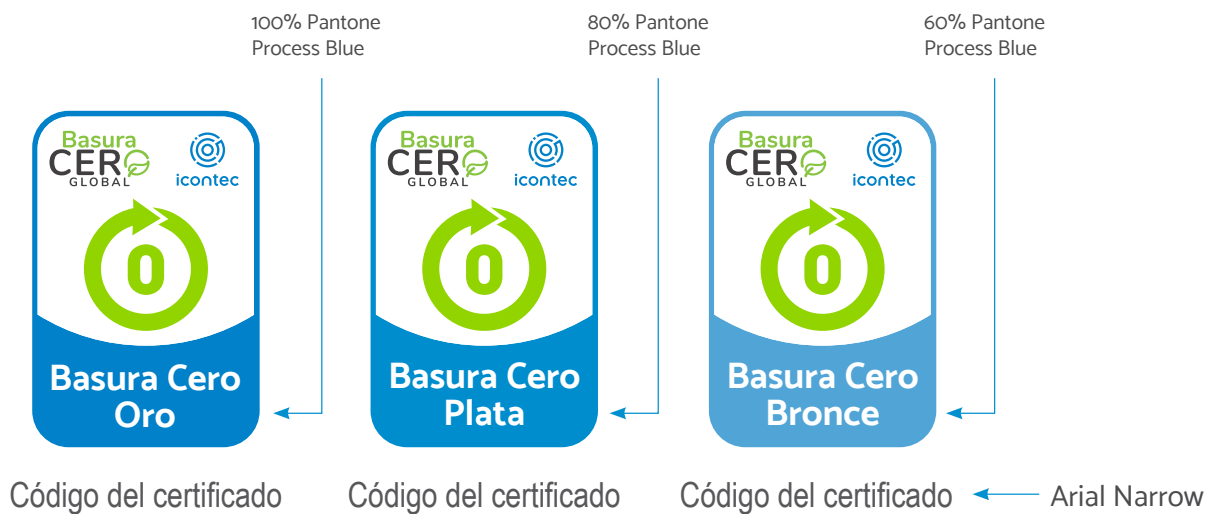 100% Pantone
Process Blue
80% Pantone
Process Blue
60% Pantone
Process Blue
Basura
CERO
GLOBAL
icontec
0
Basura Cero
Oro
Basura
CERO
GLOBAL
icontec
0
Basura Cero
Plata
Basura
CERO
GLOBAL
icontec
0
Basura Cero
Bronce
Código del certificado
Código del certificado
Código del certificado
Arial Narrow